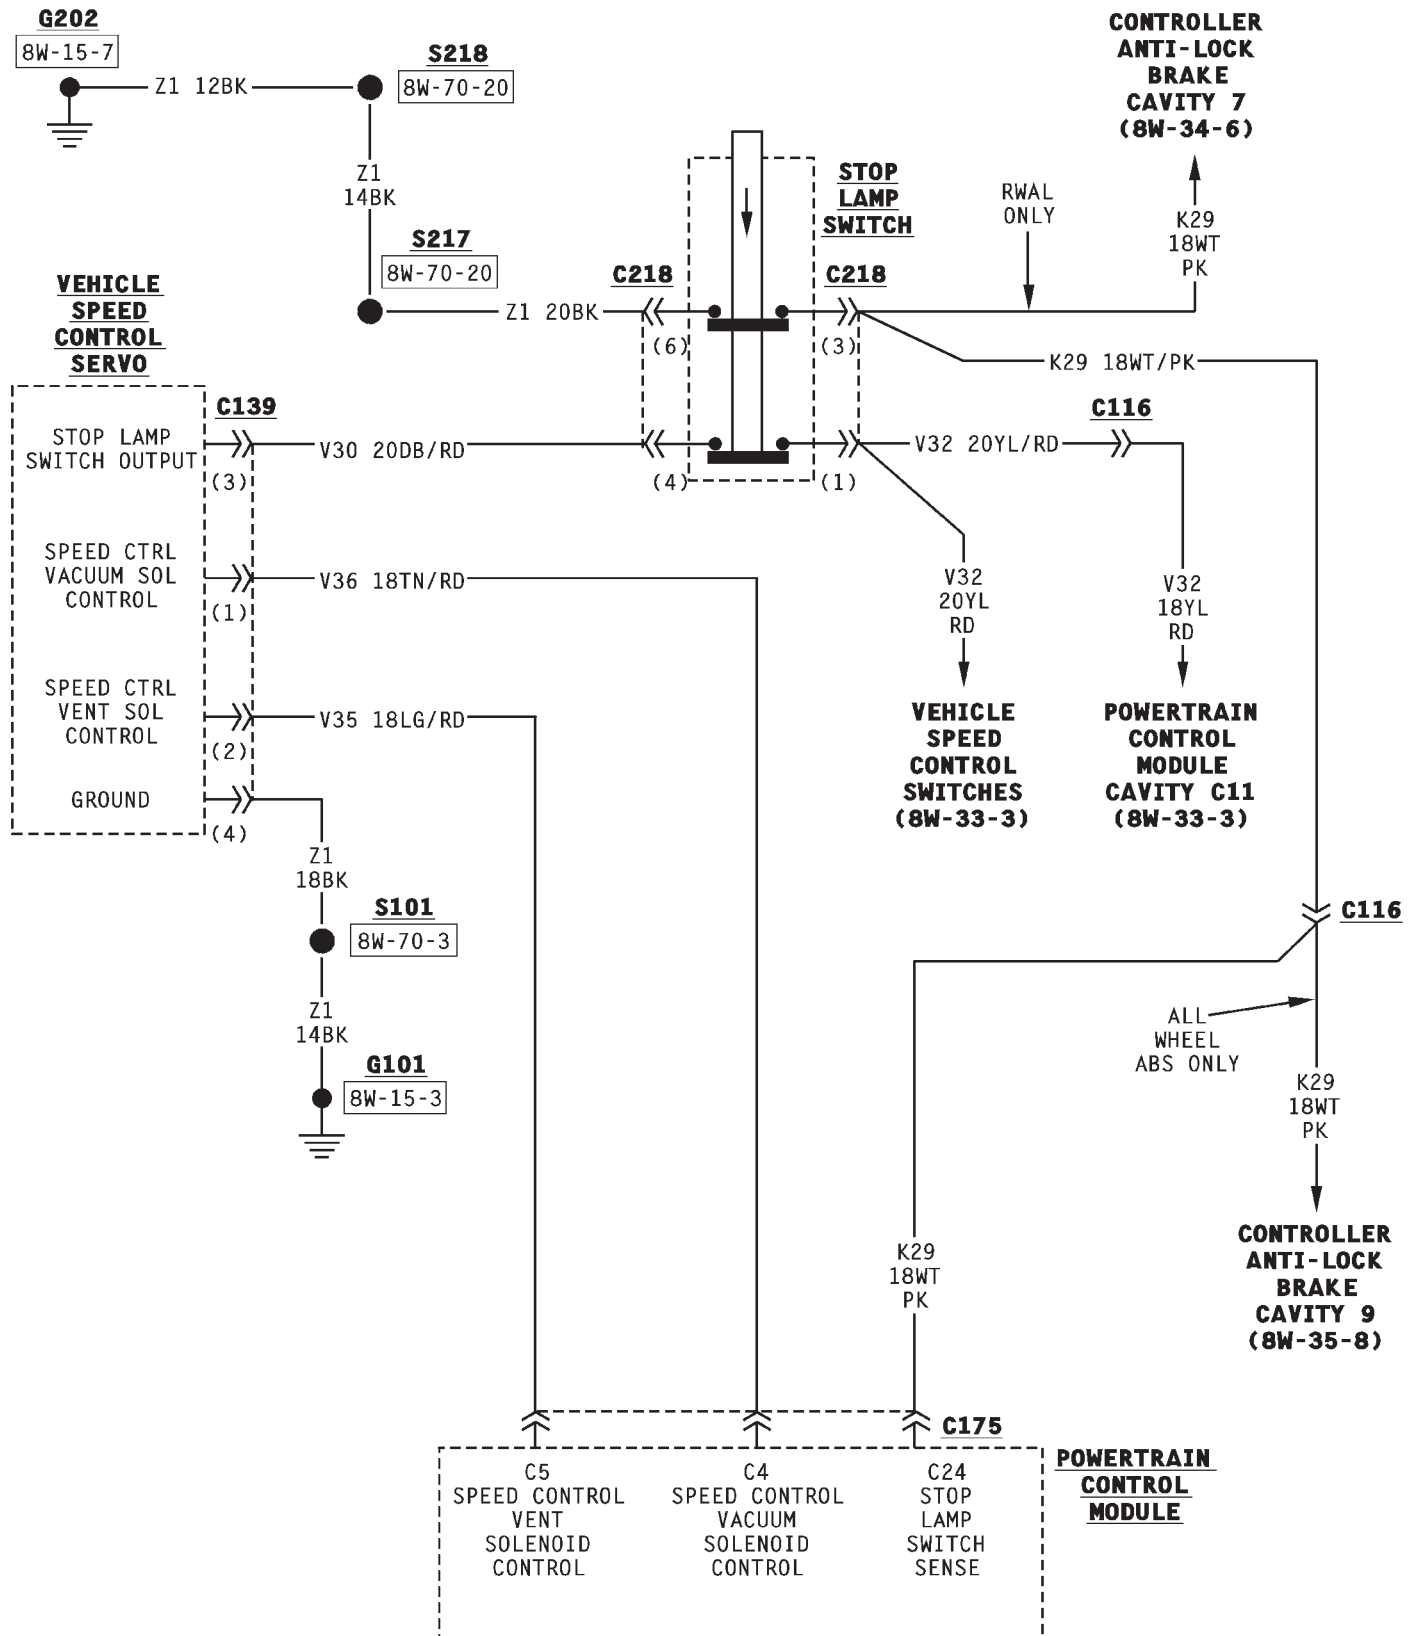 G202
8W-15-7
Z1 12BK
S218
8W-70-20
Z1
14BK
S217
8W-70-20
Z1 20BK
C218
(6)
(4)
STOP
LAMP
SWITCH
C218
(3)
(1)
RWAL
ONLY
CONTROLLER
ANTI-LOCK
BRAKE
CAVITY 7
(8W-34-6)
K29
18WT
PK
K29 18WT/PK
C116
V32 20YL/RD
V32
20YL
RD
VEHICLE
SPEED
CONTROL
SWITCHES
(8W-33-3)
V32
18YL
RD
POWERTRAIN
CONTROL
MODULE
CAVITY C11
(8W-33-3)
VEHICLE
SPEED
CONTROL
SERVO
C139
STOP LAMP
SWITCH OUTPUT
(3)
V30 20DB/RD
SPEED CTRL
VACUUM SOL
CONTROL
(1)
V36 18TN/RD
SPEED CTRL
VENT SOL
CONTROL
(2)
V35 18LG/RD
GROUND
(4)
Z1
18BK
S101
8W-70-3
Z1
14BK
G101
8W-15-3
C116
ALL
WHEEL
ABS ONLY
K29
18WT
PK
CONTROLLER
ANTI-LOCK
BRAKE
CAVITY 9
(8W-35-8)
K29
18WT
PK
C175
POWERTRAIN
CONTROL
MODULE
C5
SPEED CONTROL
VENT
SOLENOID
CONTROL
C4
SPEED CONTROL
VACUUM
SOLENOID
CONTROL
C24
STOP
LAMP
SWITCH
SENSE